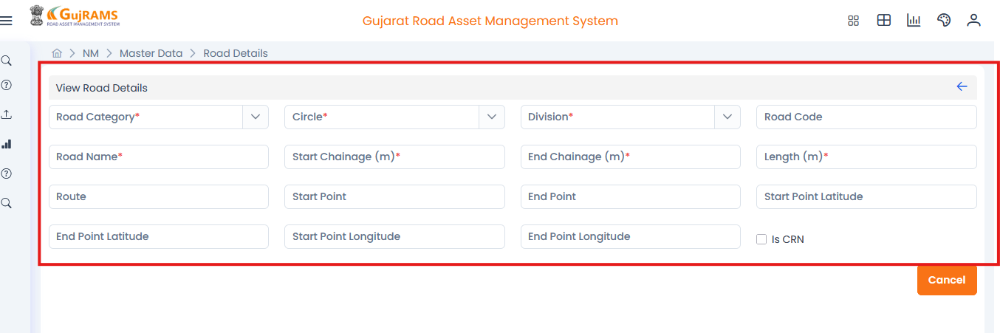 GujRAMS
ROAD ASSET MANAGEMENT SYSTEM
Gujarat Road Asset Management System
NM > Master Data > Road Details
View Road Details
Road Category* Circle* Division* Road Code
Road Name* Start Chainage (m)* End Chainage (m)* Length (m)*
Route Start Point End Point Start Point Latitude
End Point Latitude Start Point Longitude End Point Longitude Is CRN
Cancel